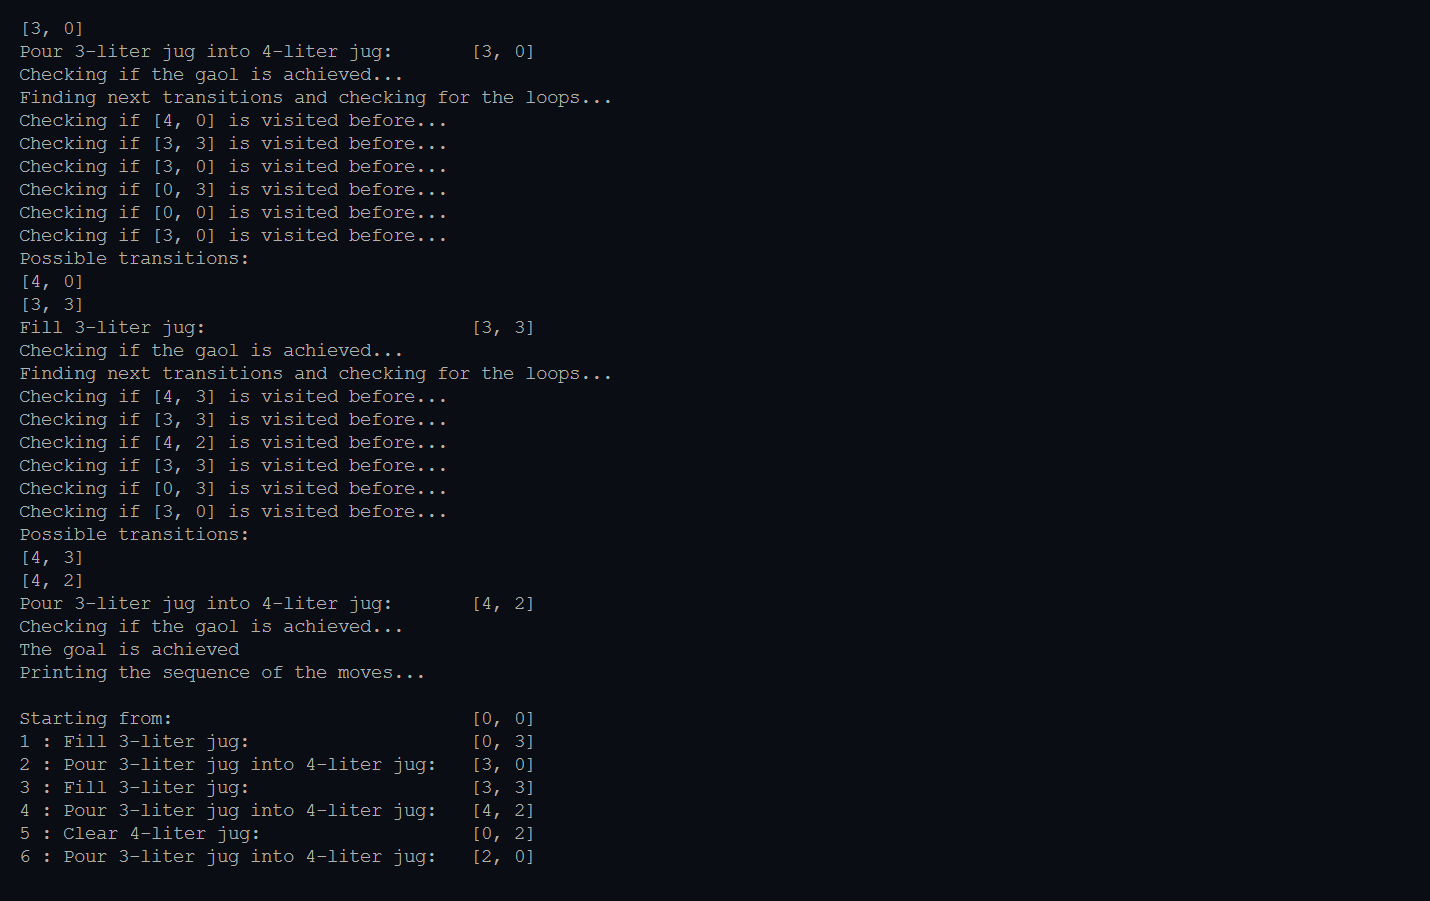 [3, 0]
Pour 3-liter jug into 4-liter jug: [3, 0]
Checking if the gaol is achieved...
Finding next transitions and checking for the loops...
Checking if [4, 0] is visited before...
Checking if [3, 3] is visited before...
Checking if [3, 0] is visited before...
Checking if [0, 3] is visited before...
Checking if [0, 0] is visited before...
Checking if [3, 0] is visited before...
Possible transitions:
[4, 0]
[3, 3]
Fill 3-liter jug: [3, 3]
Checking if the gaol is achieved...
Finding next transitions and checking for the loops...
Checking if [4, 3] is visited before...
Checking if [3, 3] is visited before...
Checking if [4, 2] is visited before...
Checking if [3, 3] is visited before...
Checking if [0, 3] is visited before...
Checking if [3, 0] is visited before...
Possible transitions:
[4, 3]
[4, 2]
Pour 3-liter jug into 4-liter jug: [4, 2]
Checking if the gaol is achieved...
The goal is achieved
Printing the sequence of the moves...
Starting from: [0, 0]
1 : Fill 3-liter jug: [0, 3]
2 : Pour 3-liter jug into 4-liter jug: [3, 0]
3 : Fill 3-liter jug: [3, 3]
4 : Pour 3-liter jug into 4-liter jug: [4, 2]
5 : Clear 4-liter jug: [0, 2]
6 : Pour 3-liter jug into 4-liter jug: [2, 0]